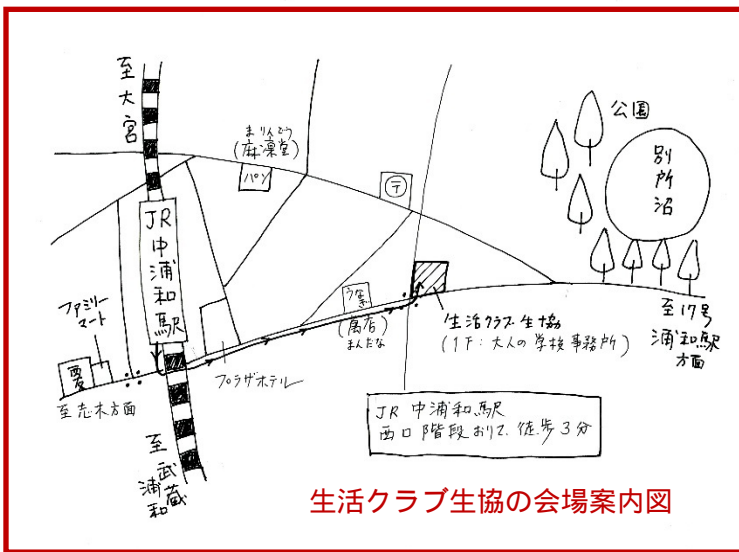 至大宮
まりんどう
(麻凛堂)
パン
〒
公園
別所沼
JR中浦和駅
ファミリー
マート
至志木方面
プラザホテル
うなぎ
(萬店)
まんだな
生活クラブ生協
(1F:大人の学校事務所)
至17号
浦和駅
方面
至武蔵
浦和
JR 中浦和駅
西口階段おりて、徒歩3分
生活クラブ生協の会場案内図